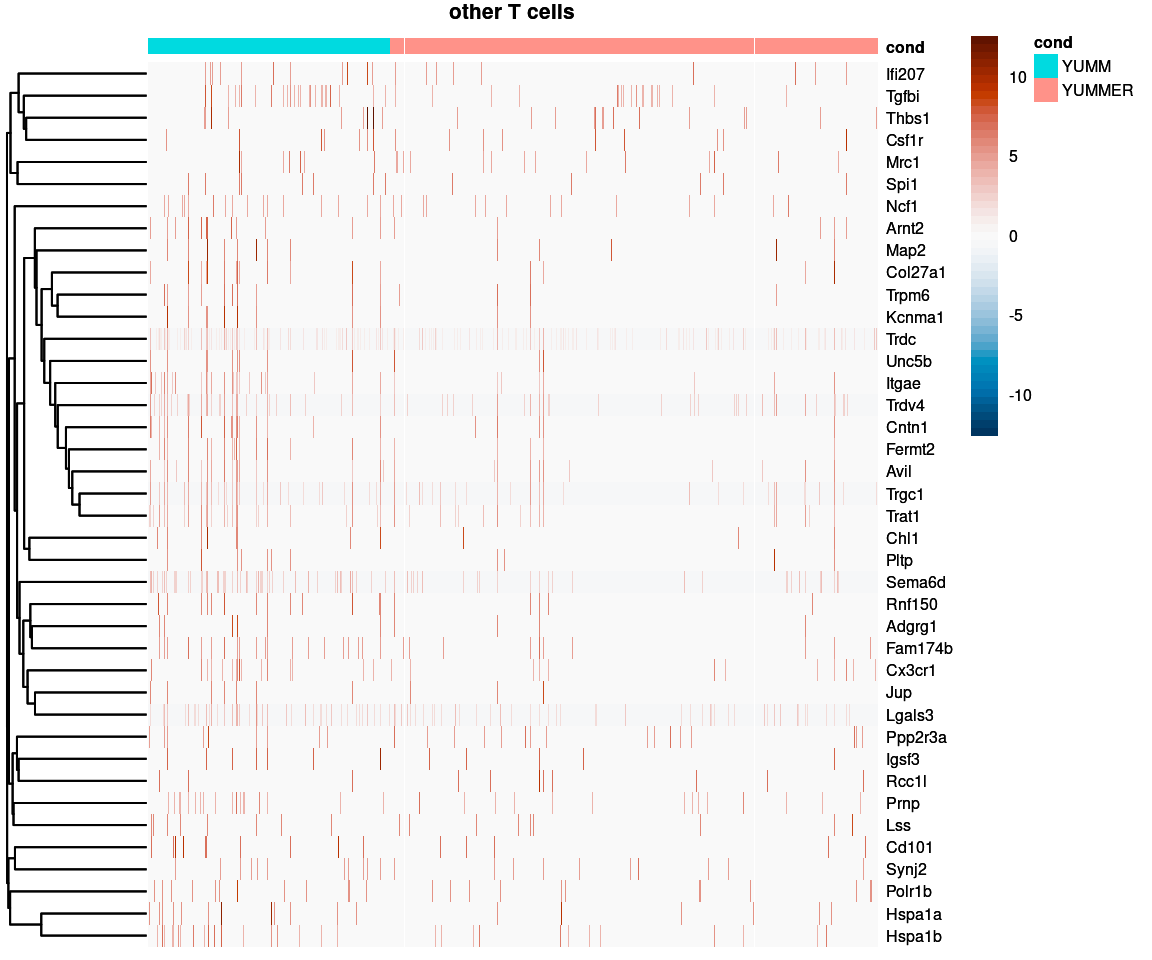 other T cells
cond
Ifi207
Tgfbi
Thbs1
Csf1r
Mrc1
Spi1
Ncf1
Arnt2
Map2
Col27a1
Trpm6
Kcnma1
Trdc
Unc5b
Itgae
Trdv4
Cntn1
Fermt2
Avil
Trgc1
Trat1
Chl1
Pltp
Sema6d
Rnf150
Adgrg1
Fam174b
Cx3cr1
Jup
Lgals3
Ppp2r3a
Igsf3
Rcc1l
Prnp
Lss
Cd101
Synj2
Polr1b
Hspa1a
Hspa1b
10
5
0
-5
-10
cond
YUMM
YUMMER